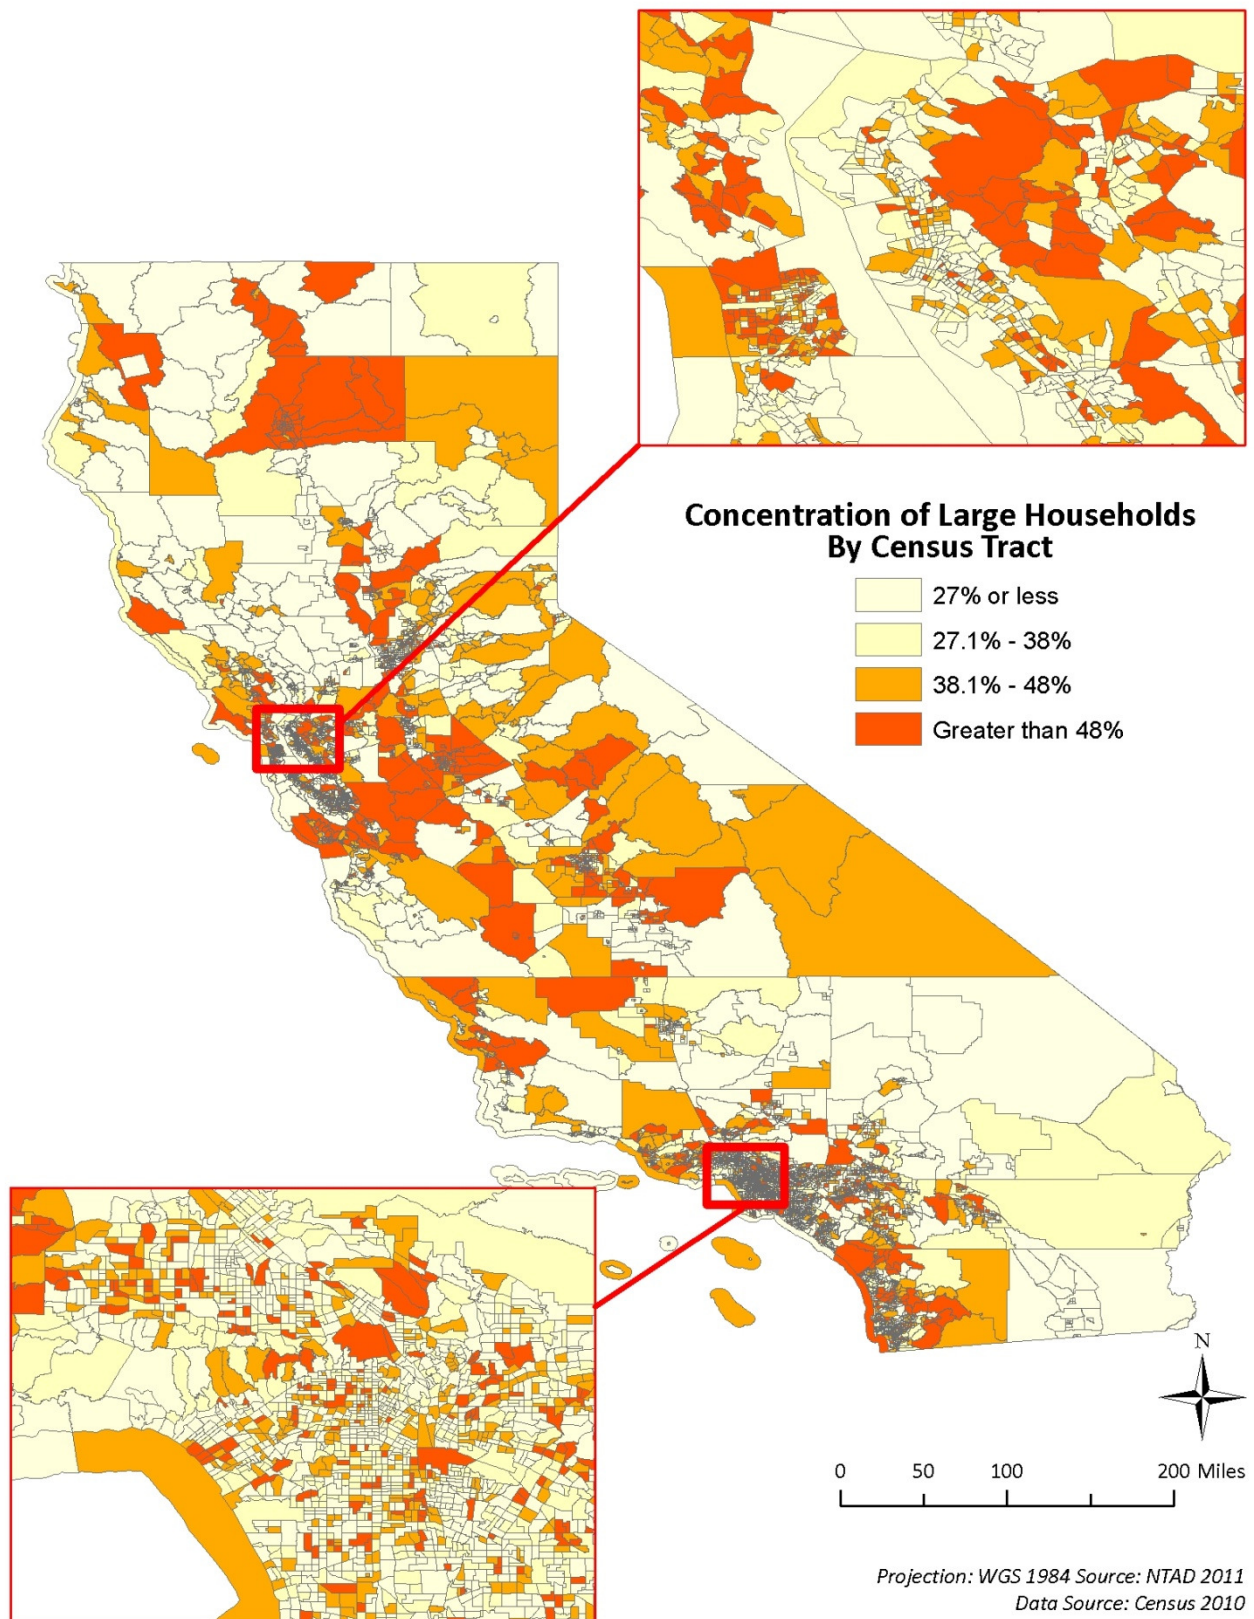 Concentration of Large Households
By Census Tract
27% or less
27.1% - 38%
38.1% - 48%
Greater than 48%
N
0 50 100 200 Miles
Projection: WGS 1984 Source: NTAD 2011
Data Source: Census 2010